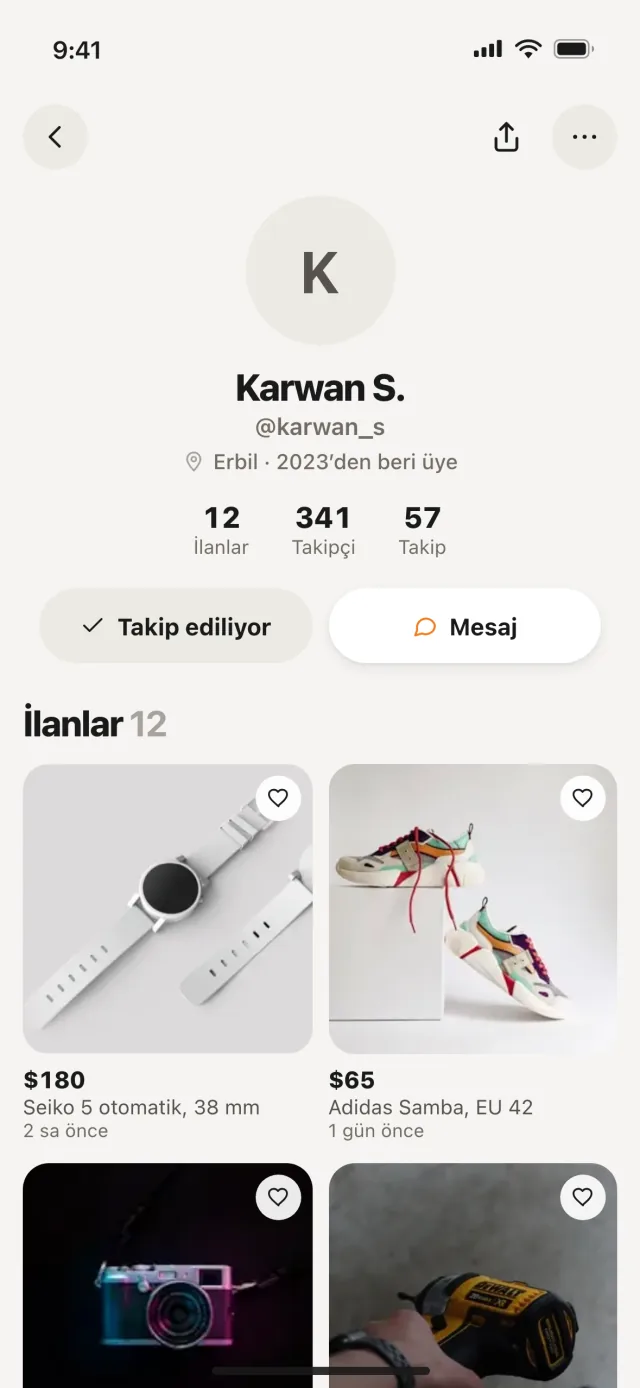 9:41
K
Karwan S.
@karwan_s
Erbil · 2023’den beri üye
12 341 57
İlanlar Takipçi Takip
Takip ediliyor Mesaj
İlanlar 12
$180 $65
Seiko 5 otomatik, 38 mm Adidas Samba, EU 42
2 sa önce 1 gün önce
DEWALT